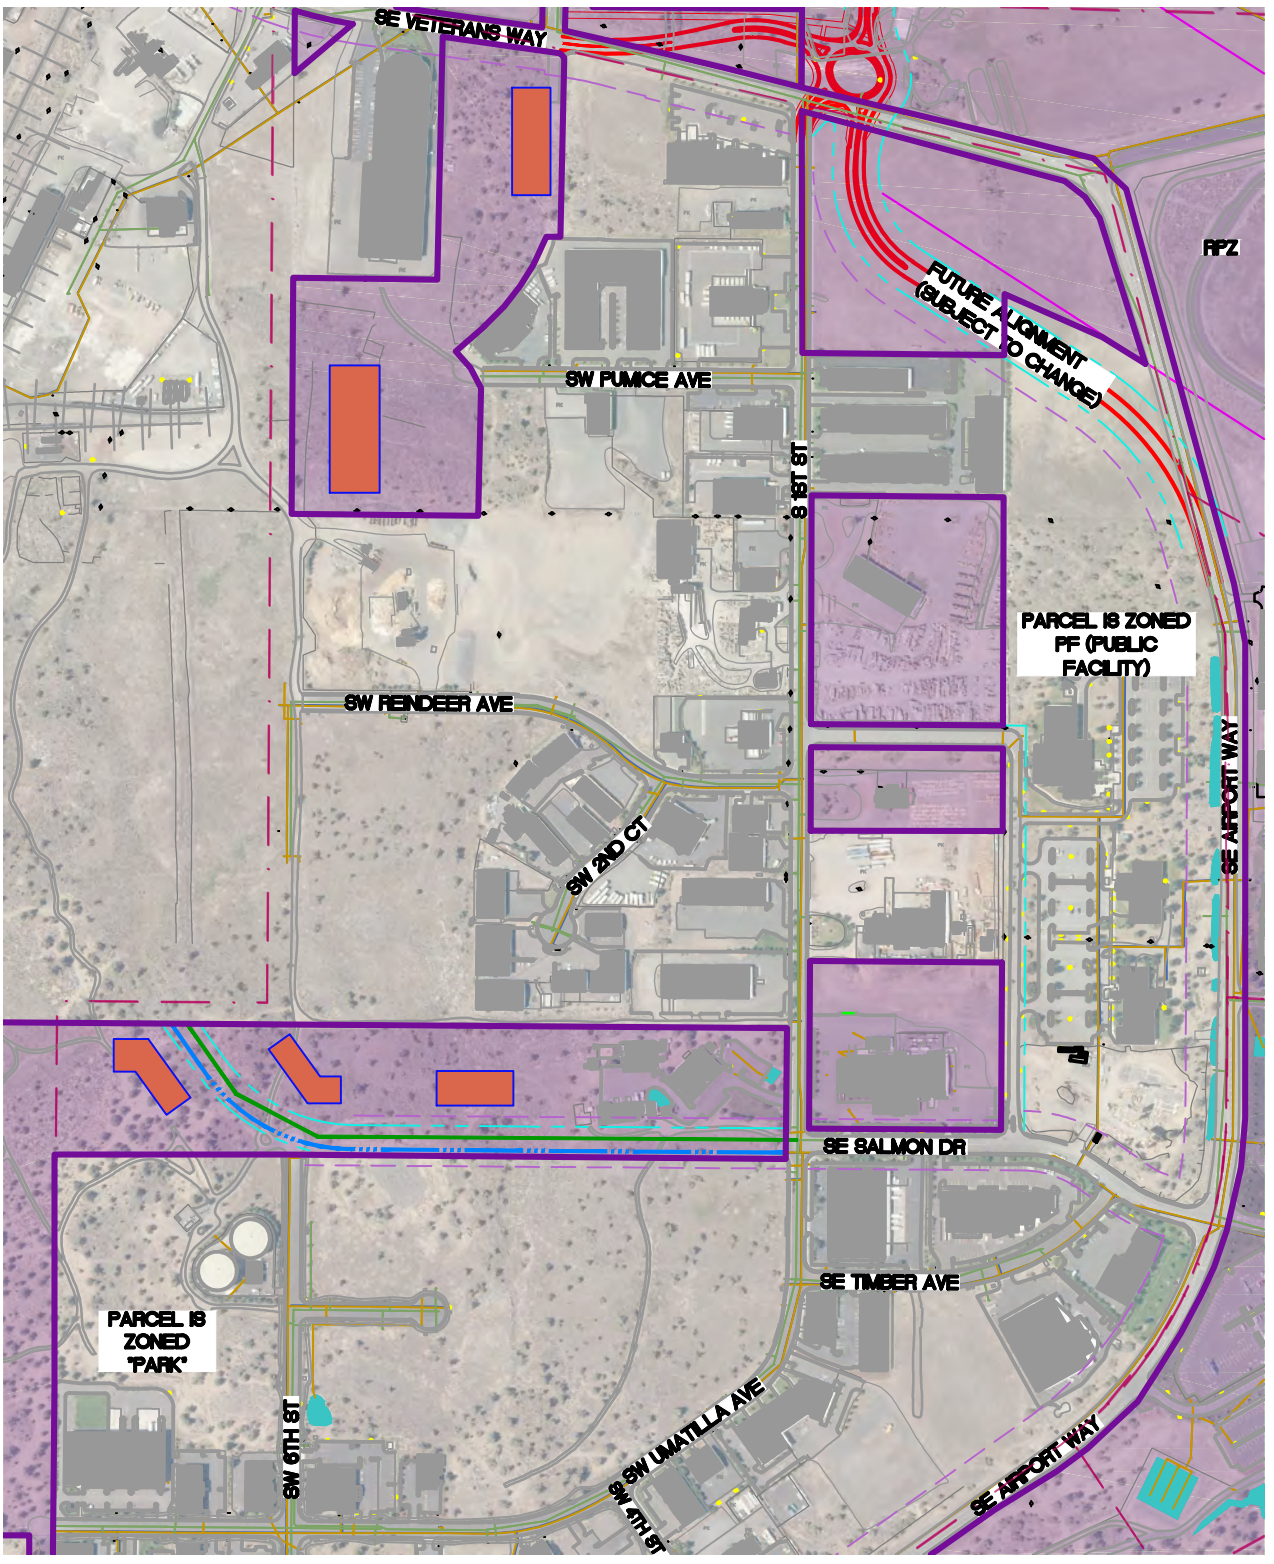 SE VETERANS WAY
RPZ
FUTURE ALIGNMENT
(SUBJECT TO CHANGE)
SW PUMICE AVE
S 1ST ST
PARCEL IS ZONED
PF (PUBLIC
FACILITY)
SW REINDEER AVE
SE AIRPORT WAY
SW 2ND CT
SE SALMON DR
SE TIMBER AVE
PARCEL IS
ZONED
"PARK"
SW 6TH ST
SW UMATILLA AVE
SE AIRPORT WAY
SW 4TH ST